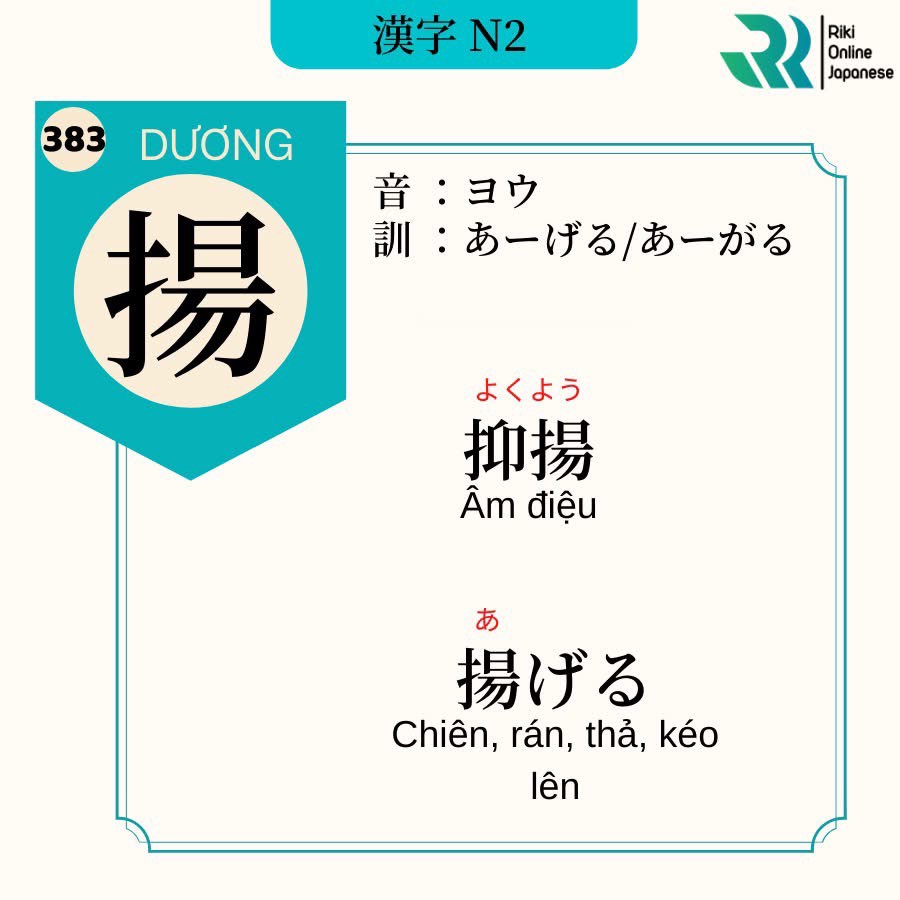 漢字 N2
Riki
Online
Japanese
383
DƯƠNG
揚
音 ：ヨウ
訓 ：あーげる/あーがる
よくよう
抑揚
Âm điệu
あ
揚げる
Chiên, rán, thả, kéo
lên